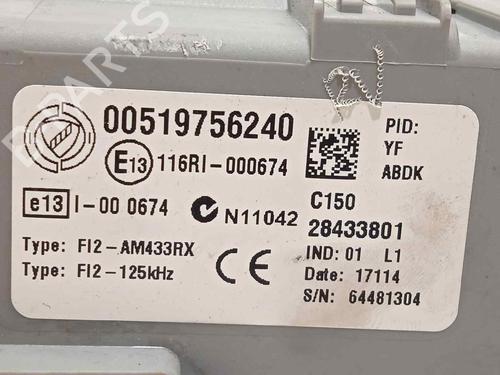 00519756240
E13 116RI-000674
e13 I-00 0674
N11042
Type: FI2-AM433RX
Type: FI2-125kHz
CE
PID:
YF
ABDK
C150
28433801
IND: 01 L1
Date: 17114
S/N: 64481304